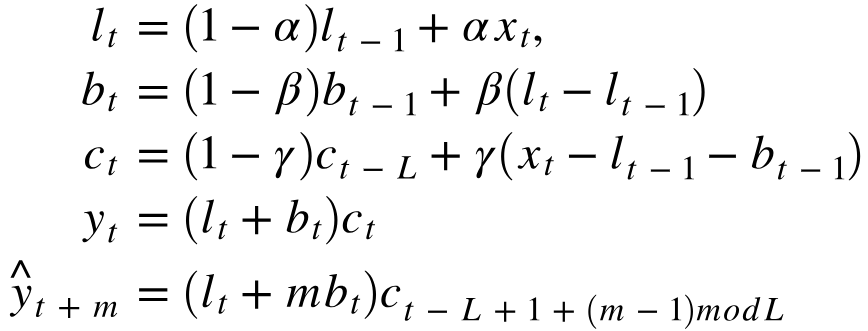 l_t = (1 − α)l_{t − 1} + αx_t,
b_t = (1 − β)b_{t − 1} + β(l_t − l_{t − 1})
c_t = (1 − γ)c_{t − L} + γ(x_t − l_{t − 1} − b_{t − 1})
y_t = (l_t + b_t)c_t
ŷ_{t + m} = (l_t + mb_t)c_{t − L + 1 + (m − 1)modL}